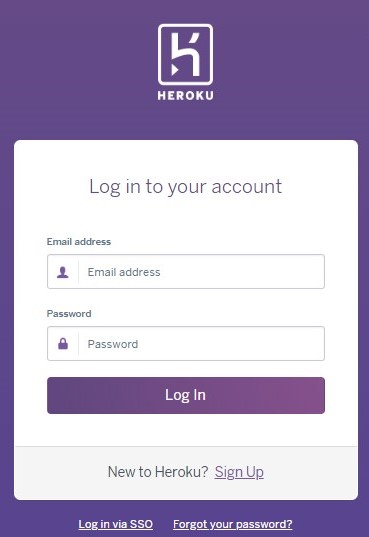 HEROKU
Log in to your account
Email address
Email address
Password
Password
Log In
New to Heroku? Sign Up
Log in via SSO Forgot your password?